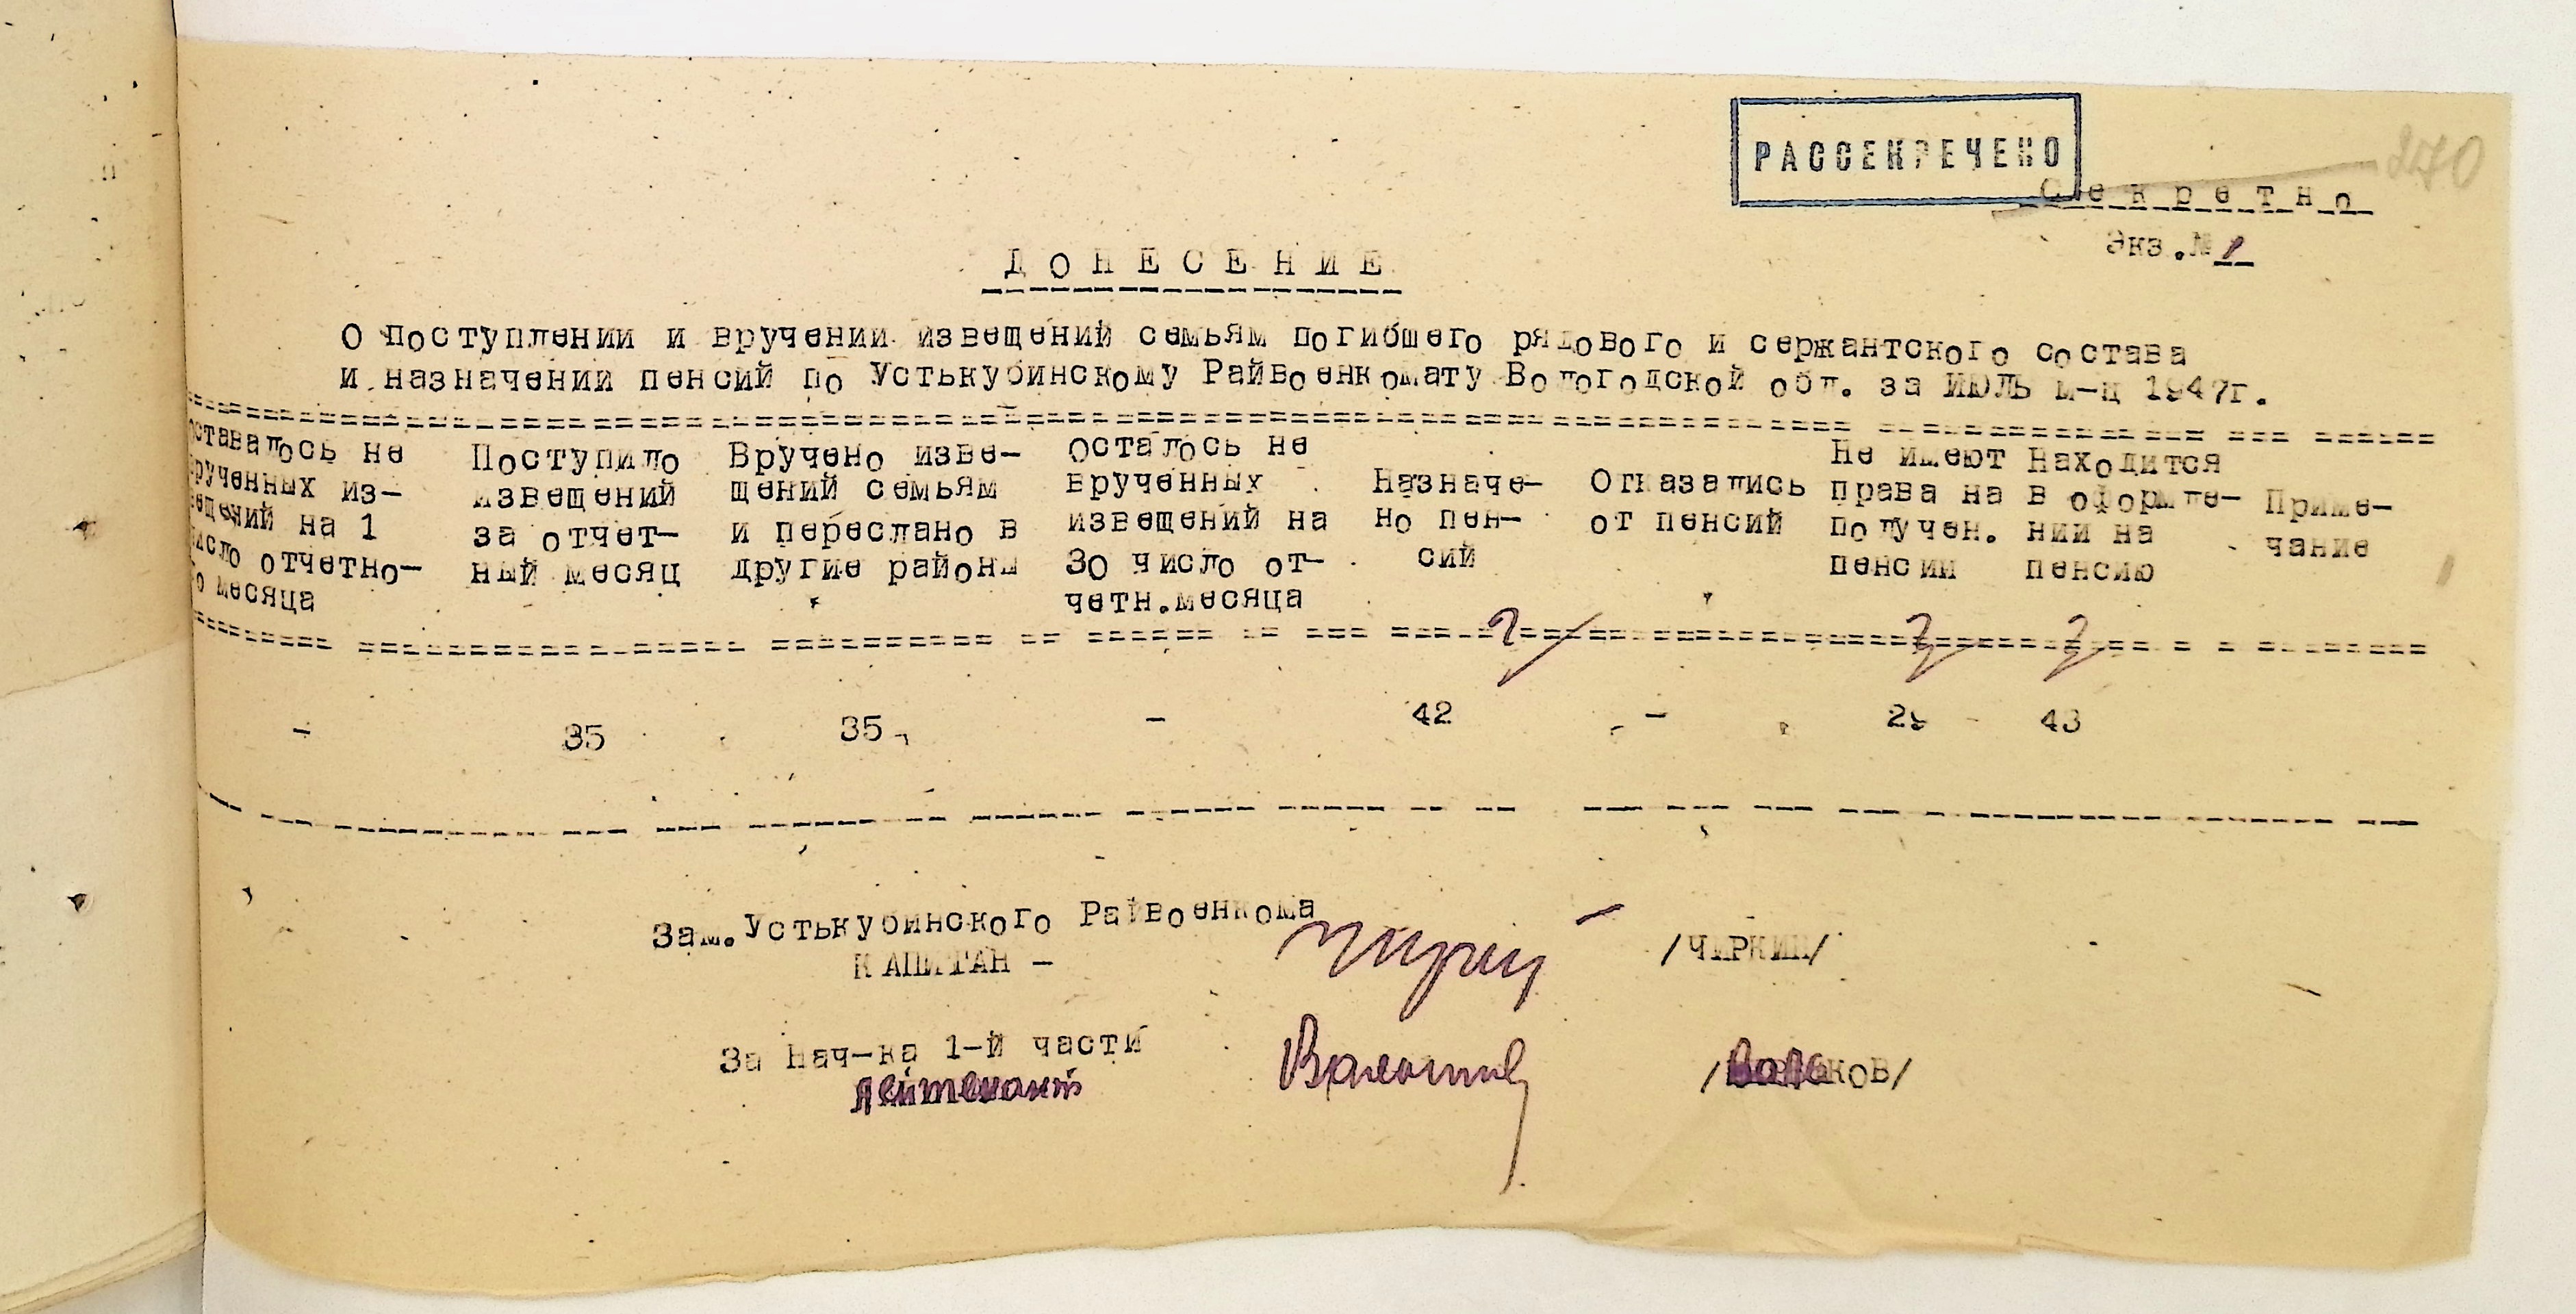 РАССЕКРЕЧЕНО
270
Секретно
Экз.№ 1
ДОНЕСЕНИЕ
О поступлении и вручении извещений семьям погибшего рядового и сержантского состава
и назначении пенсий по Устькубинскому Райвоенкомату Вологодской обл. за ИЮЛЬ м-ц 1947г.
оставалось не
врученных из-
вещений на 1
число отчетно-
го месяца
Поступило
извещений
за отчет-
ный месяц
Вручено изве-
щений семьям
и переслано в
другие районы
осталось не
врученных
извещений на
30 число от-
четн.месяца
Назначе-
но пен-
сий
Отказались
от пенсий
Не имеют
права на
получен.
пенсии
Находится
в оформле-
нии на
пенсию
Приме-
чание
- 35 35 - 42 - 43
Зам.Устькубинского Райвоенкома
КАПИТАН - /ЧИРКИН/
За Нач-ка 1-й части
лейтенант